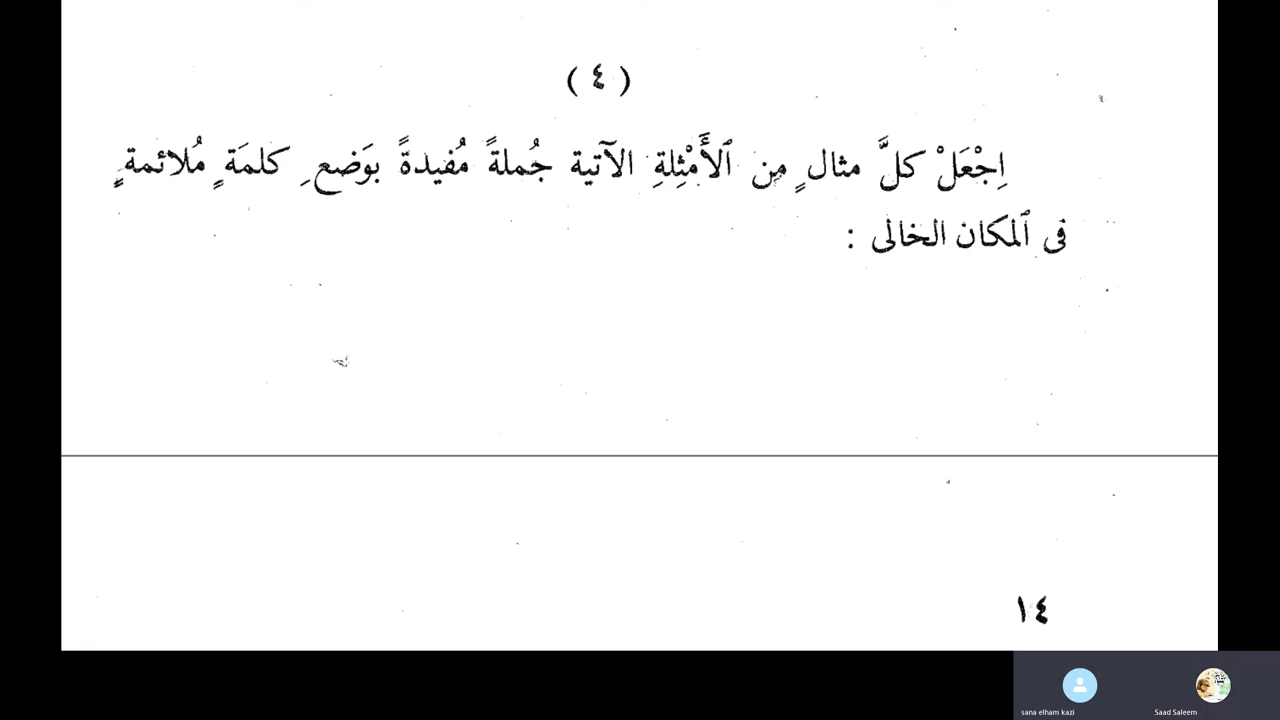 ( ٤ )
اِجْعَلْ كلَّ مثالٍ مِن ٱلأَمْثِلةِ الآتية جُملةً مُفيدةً بوَضعِ كلمَةٍ مُلائمةٍ
فى ٱلمكان الخالى :
١٤
sana elham kazi
Saad Saleem